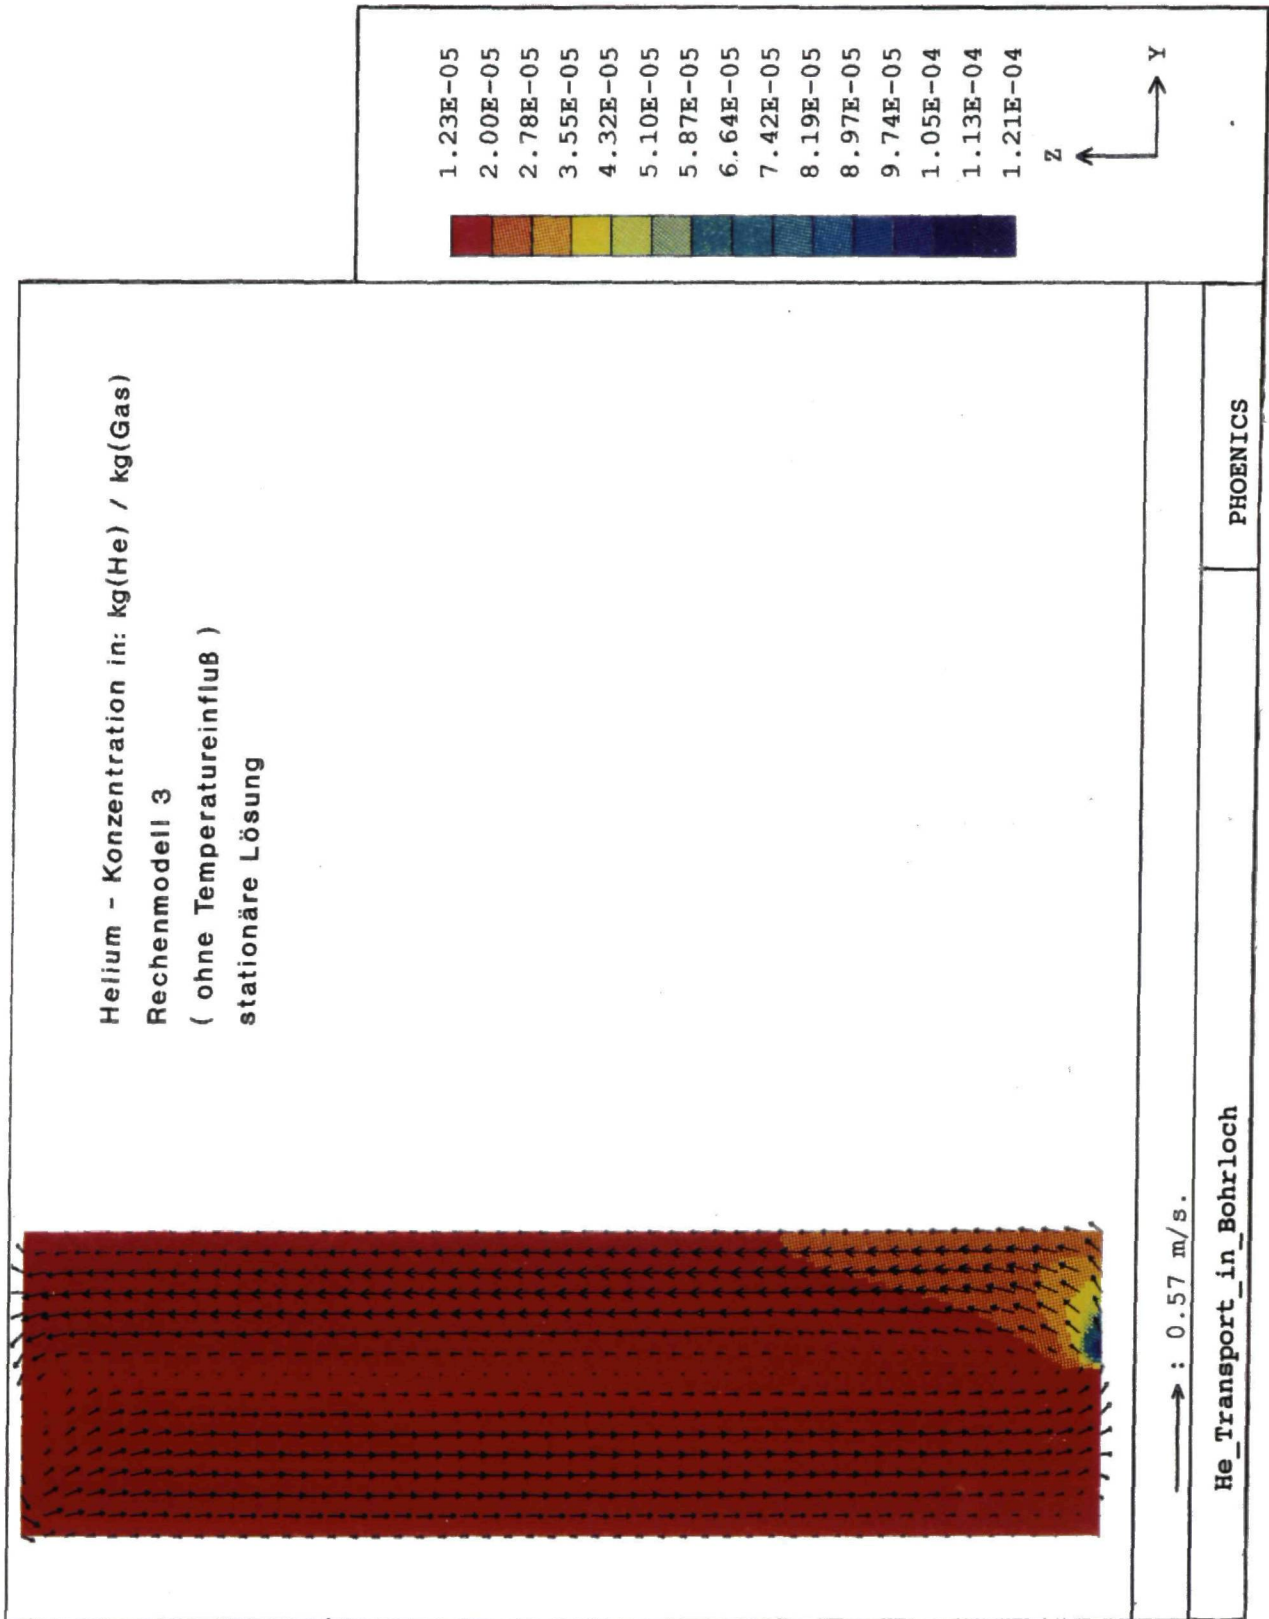 Helium - Konzentration in: kg(He) / kg(Gas)
Rechenmodell 3
( ohne Temperatureinfluß )
stationäre Lösung
1.23E-05
2.00E-05
2.78E-05
3.55E-05
4.32E-05
5.10E-05
5.87E-05
6.64E-05
7.42E-05
8.19E-05
8.97E-05
9.74E-05
1.05E-04
1.13E-04
1.21E-04
Z
Y
: 0.57 m/s.
He_Transport_in_Bohrloch
PHOENICS